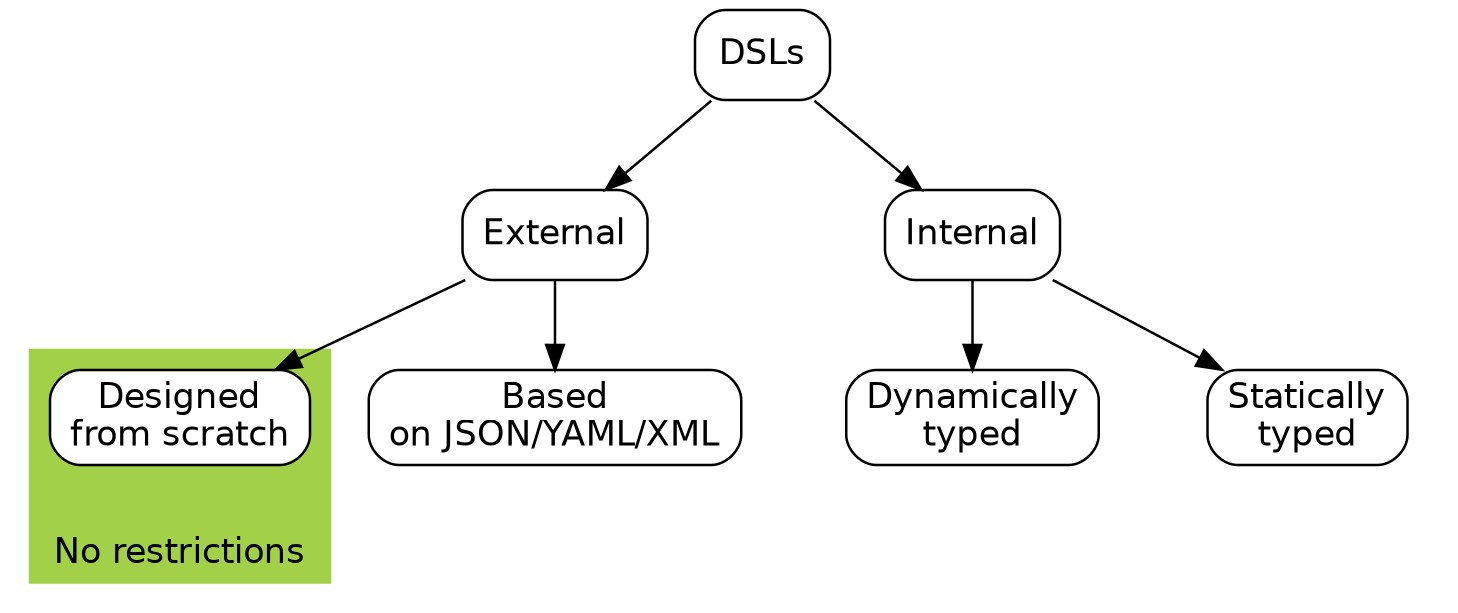 DSLs
External
Internal
Designed
from scratch
Based
on JSON/YAML/XML
Dynamically
typed
Statically
typed
No restrictions